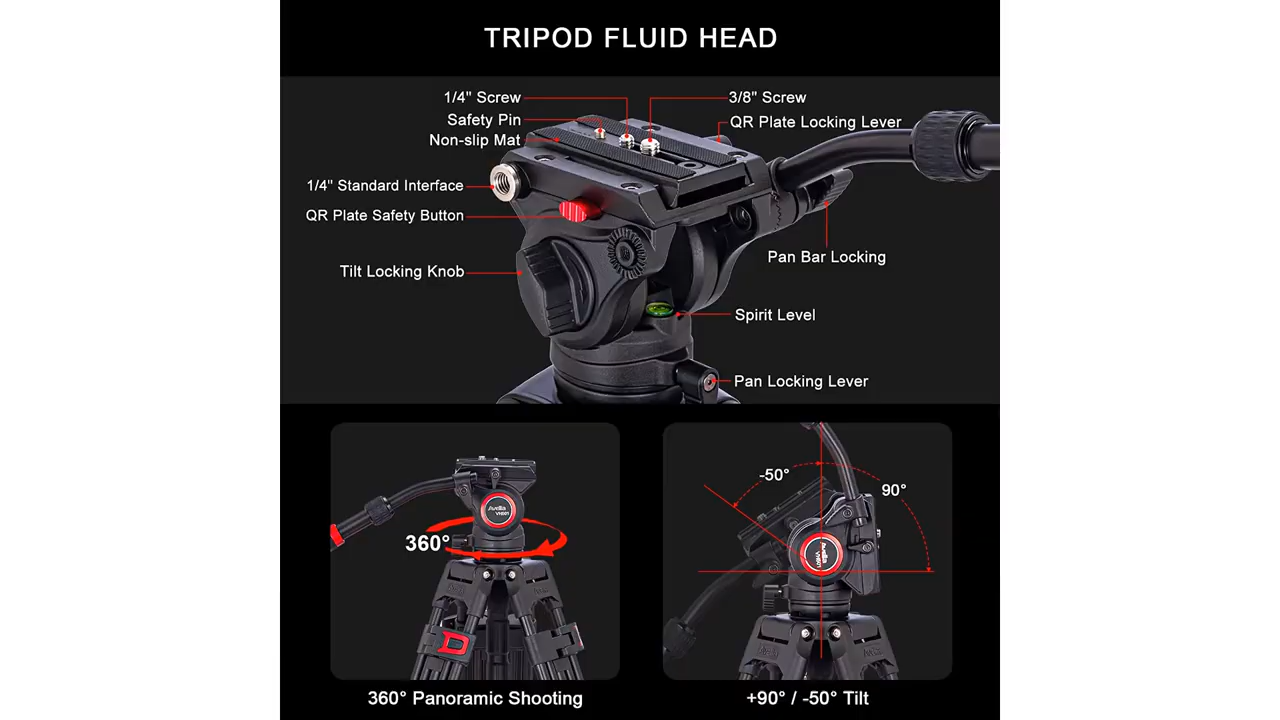 TRIPOD FLUID HEAD
1/4" Screw
3/8" Screw
Safety Pin
QR Plate Locking Lever
Non-slip Mat
1/4" Standard Interface
QR Plate Safety Button
Pan Bar Locking
Tilt Locking Knob
Spirit Level
Pan Locking Lever
360°
-50°
90°
360° Panoramic Shooting
+90° / -50° Tilt